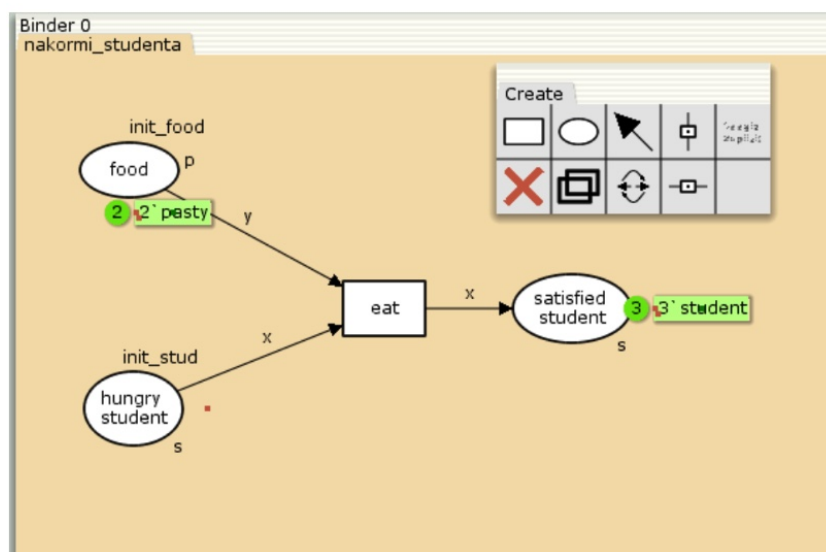 Binder 0
nakormi_studenta
Create
init_food
food
p
2
2`pasty
y
eat
x
satisfied
student
3
3`student
s
init_stud
x
hungry
student
s